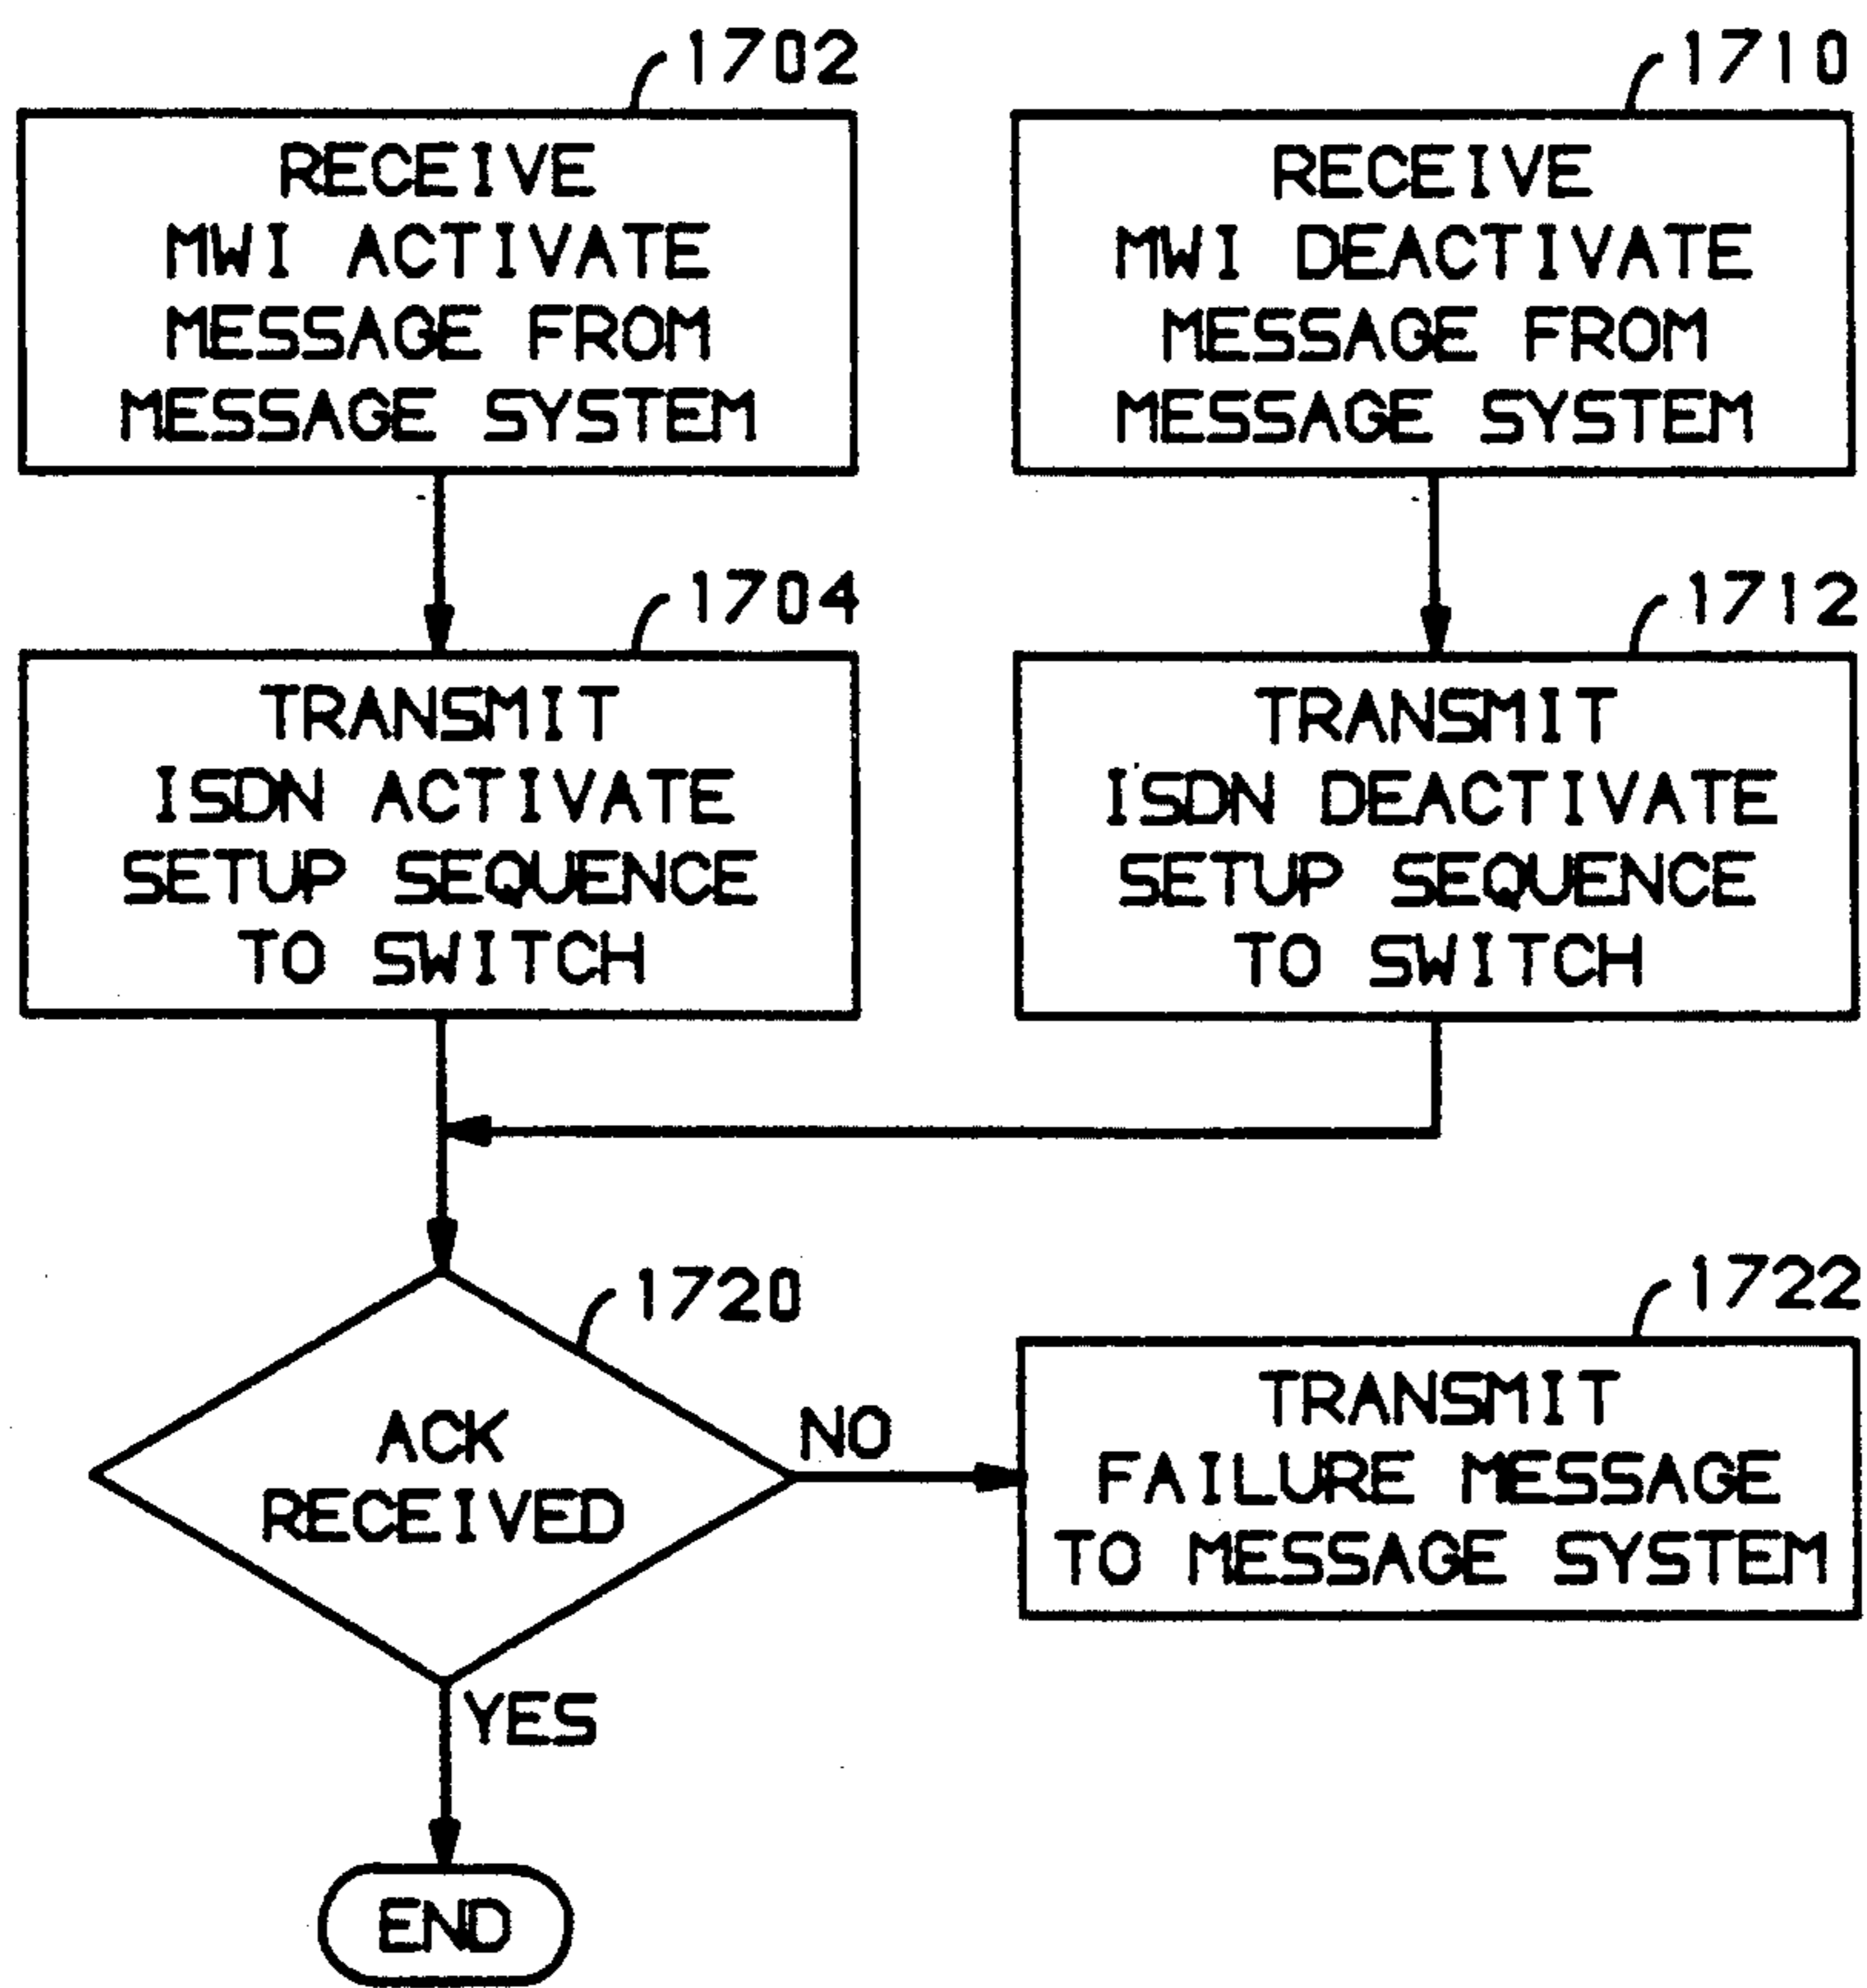 1702
RECEIVE
MWI ACTIVATE
MESSAGE FROM
MESSAGE SYSTEM
1710
RECEIVE
MWI DEACTIVATE
MESSAGE FROM
MESSAGE SYSTEM
1704
TRANSMIT
ISDN ACTIVATE
SETUP SEQUENCE
TO SWITCH
1712
TRANSMIT
ISDN DEACTIVATE
SETUP SEQUENCE
TO SWITCH
1720
ACK
RECEIVED
NO
1722
TRANSMIT
FAILURE MESSAGE
TO MESSAGE SYSTEM
YES
END